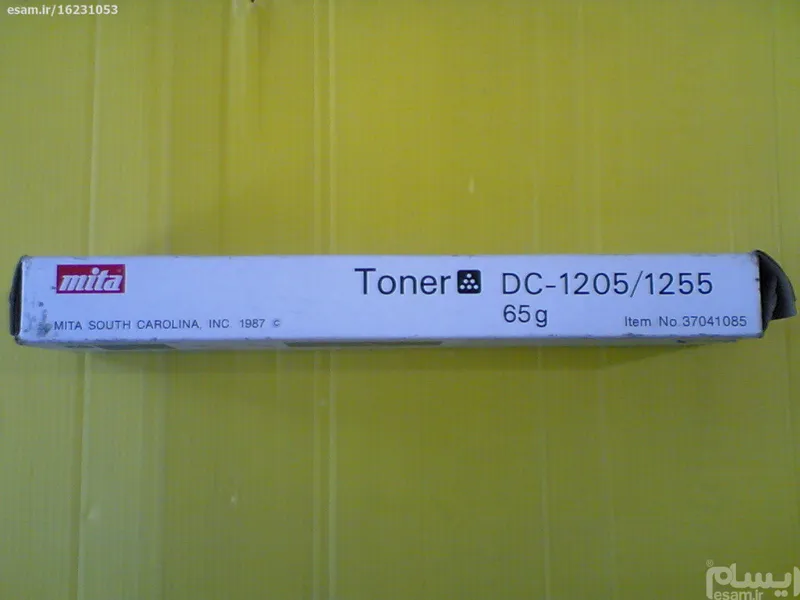 esam.ir/16231053
mita
Toner DC-1205/1255
65g
MITA SOUTH CAROLINA, INC. 1987 ©
Item No. 37041085
ایسام
esam.ir